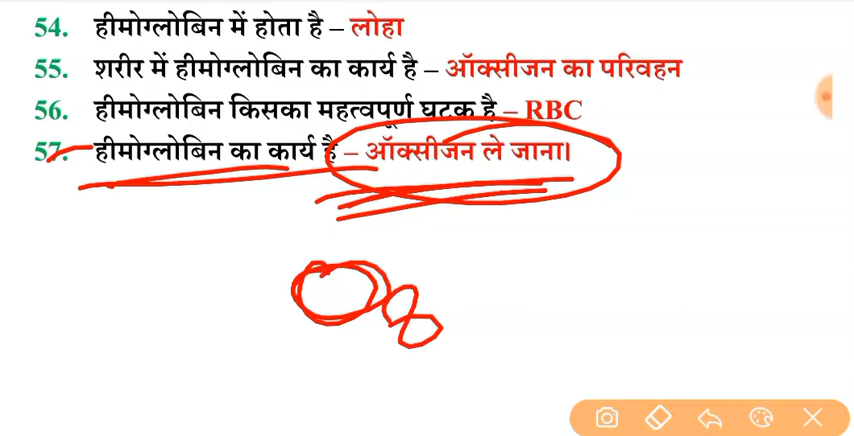 54. हीमोग्लोबिन में होता है – लोहा
55. शरीर में हीमोग्लोबिन का कार्य है – ऑक्सीजन का परिवहन
56. हीमोग्लोबिन किसका महत्वपूर्ण घटक है – RBC
57. हीमोग्लोबिन का कार्य है – ऑक्सीजन ले जाना।